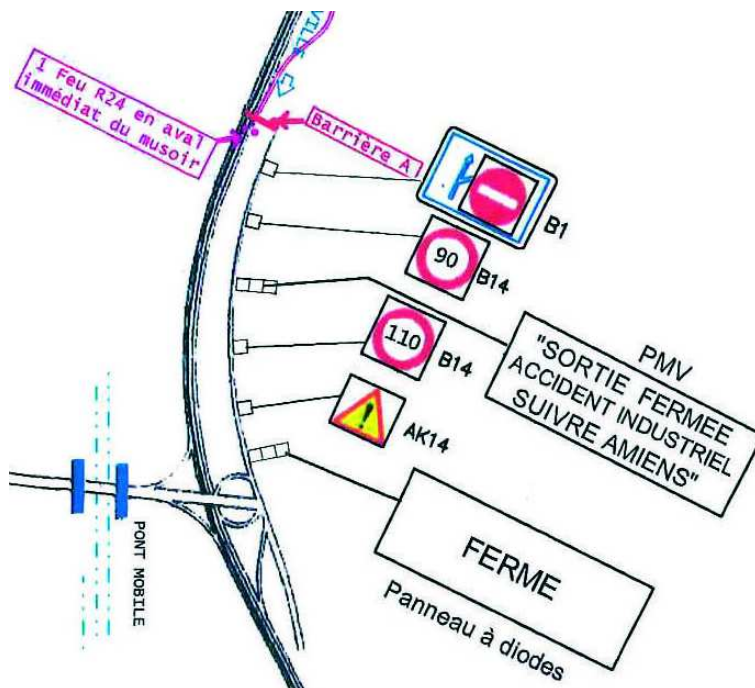 VILLE
1 Feu R24 en aval
immédiat du musoir
Barrière A
B1
90
B14
PMV
"SORTIE FERMEE
ACCIDENT INDUSTRIEL
SUIVRE AMIENS"
110
B14
AK14
FERME
Panneau à diodes
PONT MOBILE